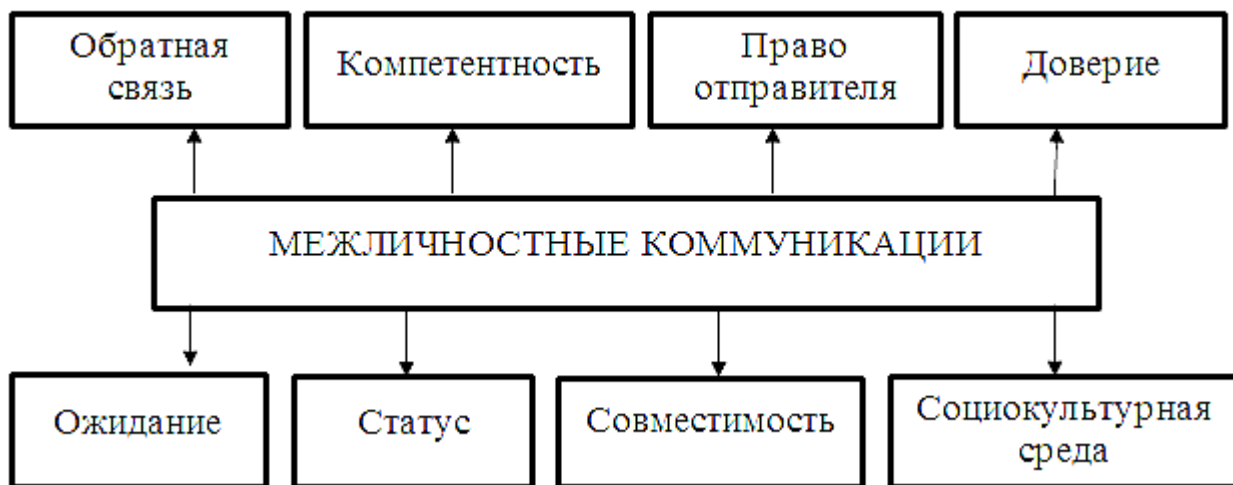 Обратная
связь
Компетентность
Право
отправителя
Доверие
МЕЖЛИЧНОСТНЫЕ КОММУНИКАЦИИ
Ожидание
Статус
Совместимость
Социокультурная
среда